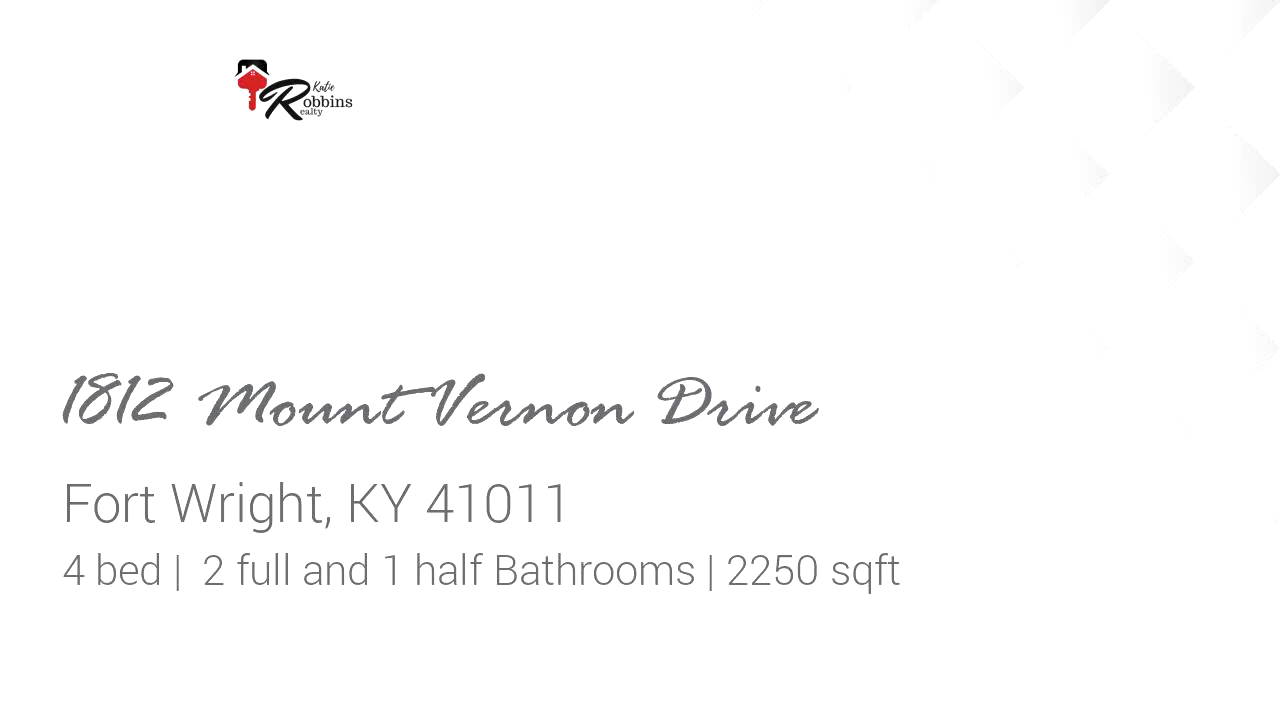 Katie
Robbins
Realty
1812 Mount Vernon Drive
Fort Wright, KY 41011
4 bed | 2 full and 1 half Bathrooms | 2250 sqft